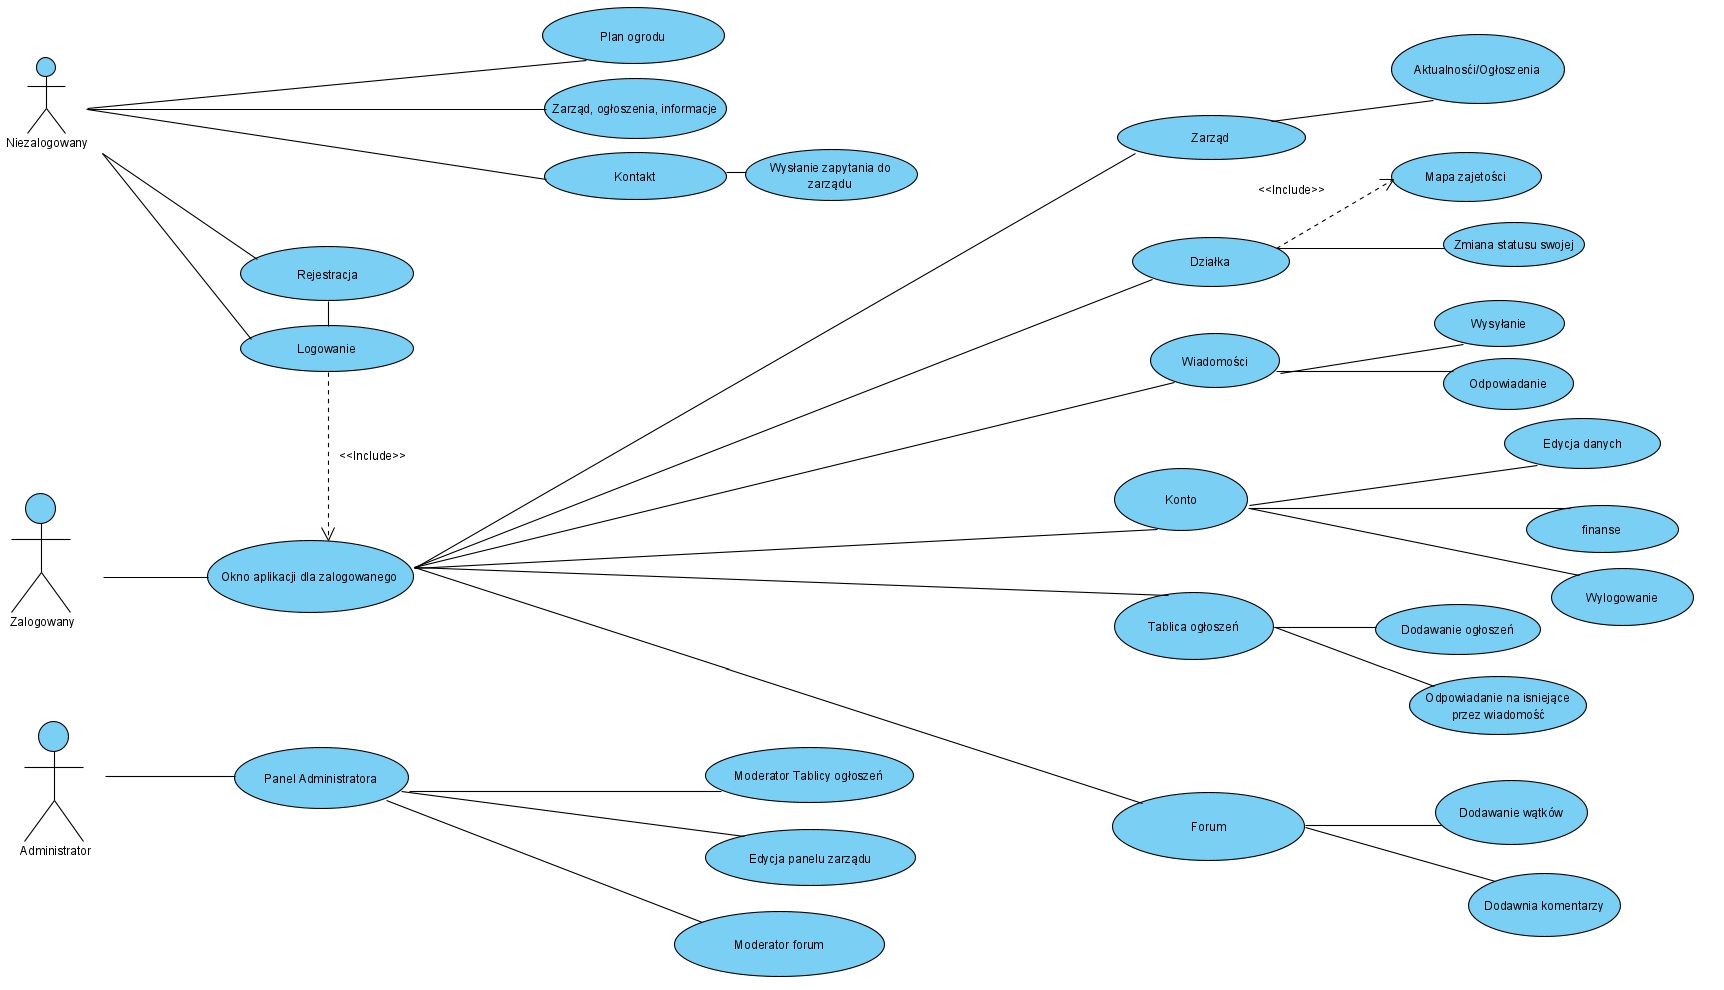 Plan ogrodu
Aktualnosći/Ogłoszenia
Zarząd, ogłoszenia, informacje
Niezalogowany
Zarząd
Wysłanie zapytania do
zarządu
Kontakt
Mapa zajetości
<<Include>>
Zmiana statusu swojej
Działka
Rejestracja
Wysyłanie
Logowanie
Wiadomości
Odpowiadanie
Edycja danych
<<Include>>
Konto
finanse
Okno aplikacji dla zalogowanego
Wylogowanie
Zalogowany
Tablica ogłoszeń
Dodawanie ogłoszeń
Odpowiadanie na isniejące
przez wiadomość
Panel Administratora
Moderator Tablicy ogłoszeń
Dodawanie wątków
Forum
Administrator
Edycja panelu zarządu
Dodawnia komentarzy
Moderator forum